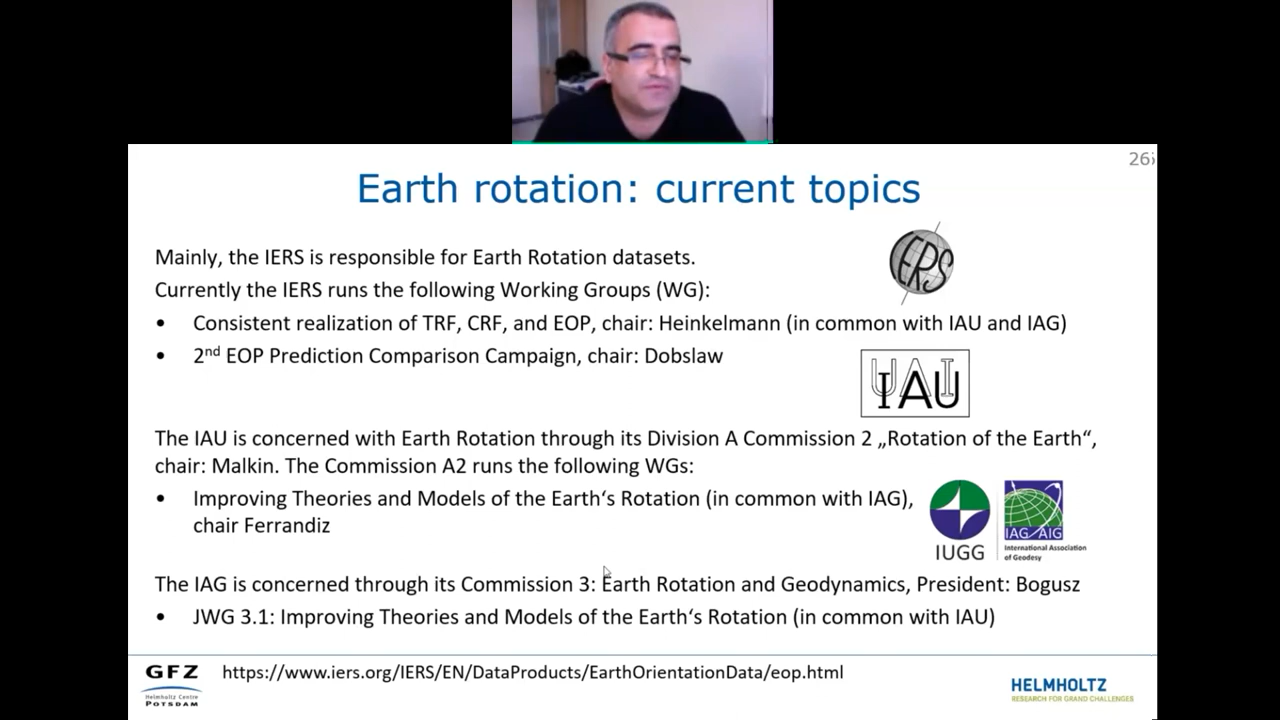 26
Earth rotation: current topics
Mainly, the IERS is responsible for Earth Rotation datasets.
Currently the IERS runs the following Working Groups (WG):
• Consistent realization of TRF, CRF, and EOP, chair: Heinkelmann (in common with IAU and IAG)
• 2nd EOP Prediction Comparison Campaign, chair: Dobslaw
IERS
IAU
The IAU is concerned with Earth Rotation through its Division A Commission 2 „Rotation of the Earth“,
chair: Malkin. The Commission A2 runs the following WGs:
• Improving Theories and Models of the Earth‘s Rotation (in common with IAG),
chair Ferrandiz
IUGG
IAG AIG
International Association
of Geodesy
The IAG is concerned through its Commission 3: Earth Rotation and Geodynamics, President: Bogusz
• JWG 3.1: Improving Theories and Models of the Earth‘s Rotation (in common with IAU)
GFZ
Helmholtz Centre
POTSDAM
https://www.iers.org/IERS/EN/DataProducts/EarthOrientationData/eop.html
HELMHOLTZ
RESEARCH FOR GRAND CHALLENGES